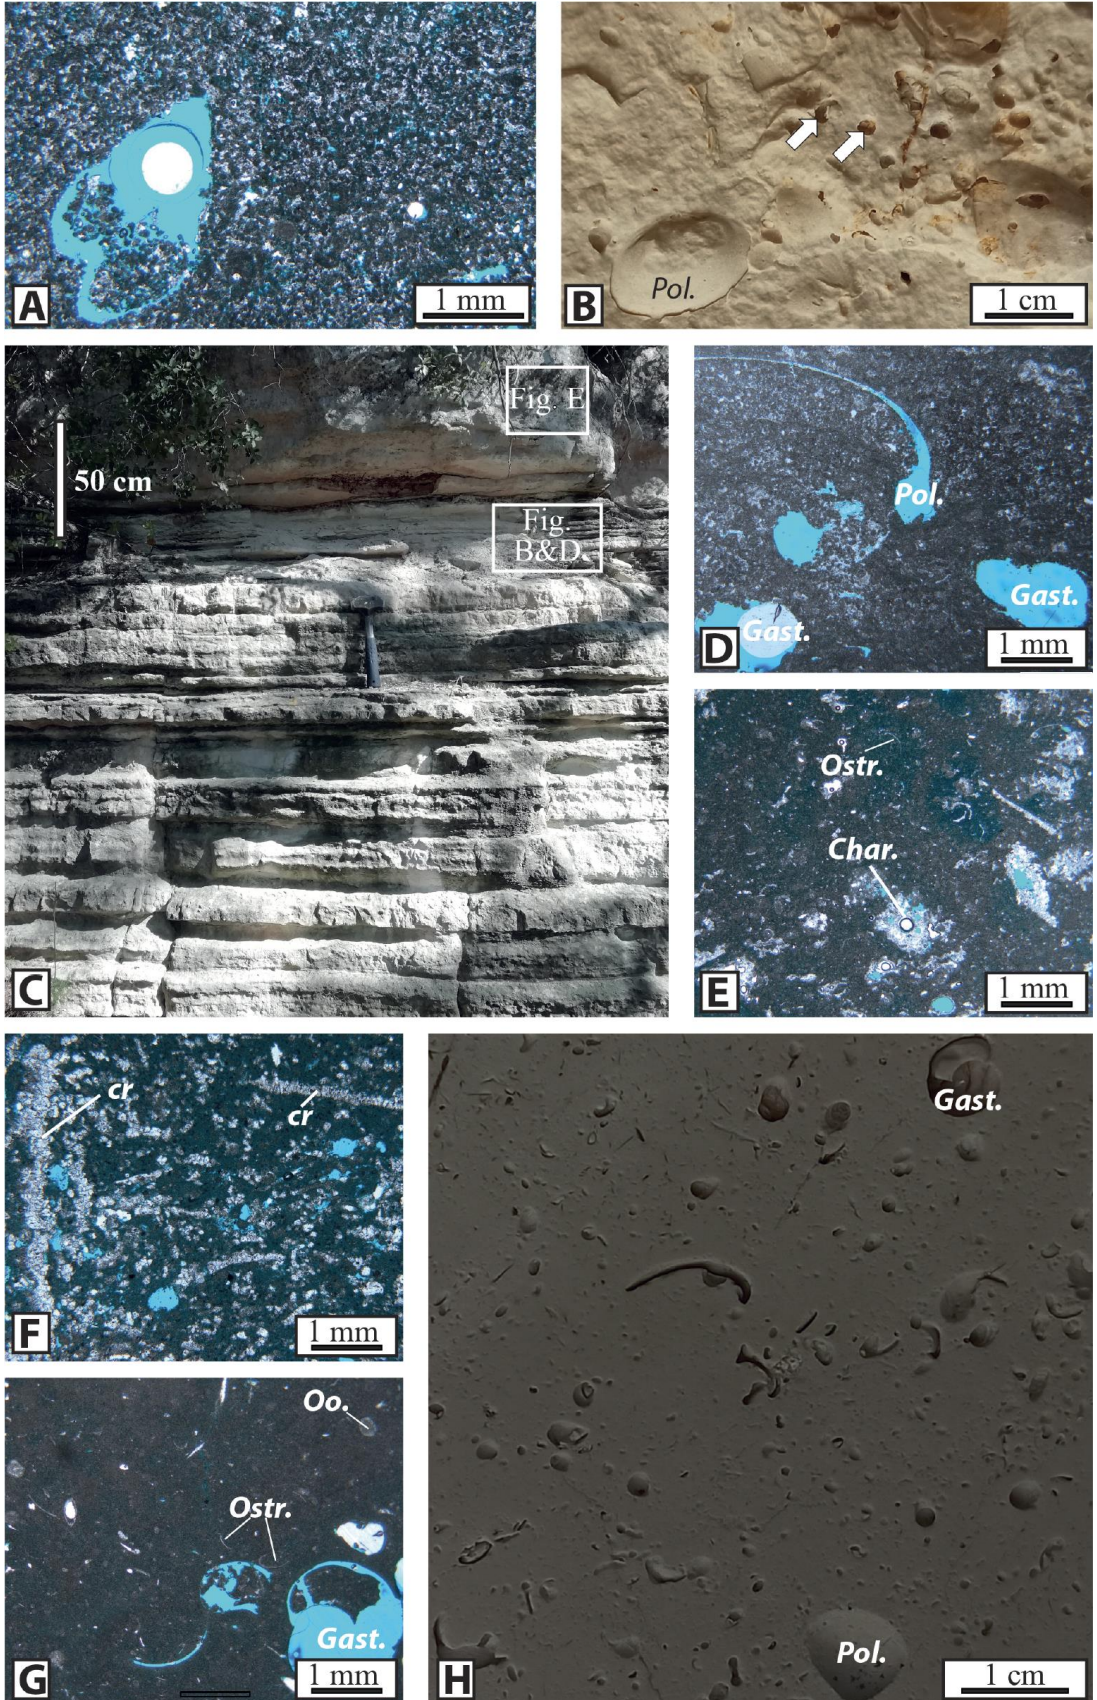 A
1 mm
Pol.
B
1 cm
50 cm
Fig. E
Fig.
B&D.
C
Pol.
Gast.
Gast.
D
1 mm
Ostr.
Char.
E
1 mm
cr
cr
F
1 mm
Oo.
Ostr.
Gast.
G
1 mm
Gast.
Pol.
H
1 cm